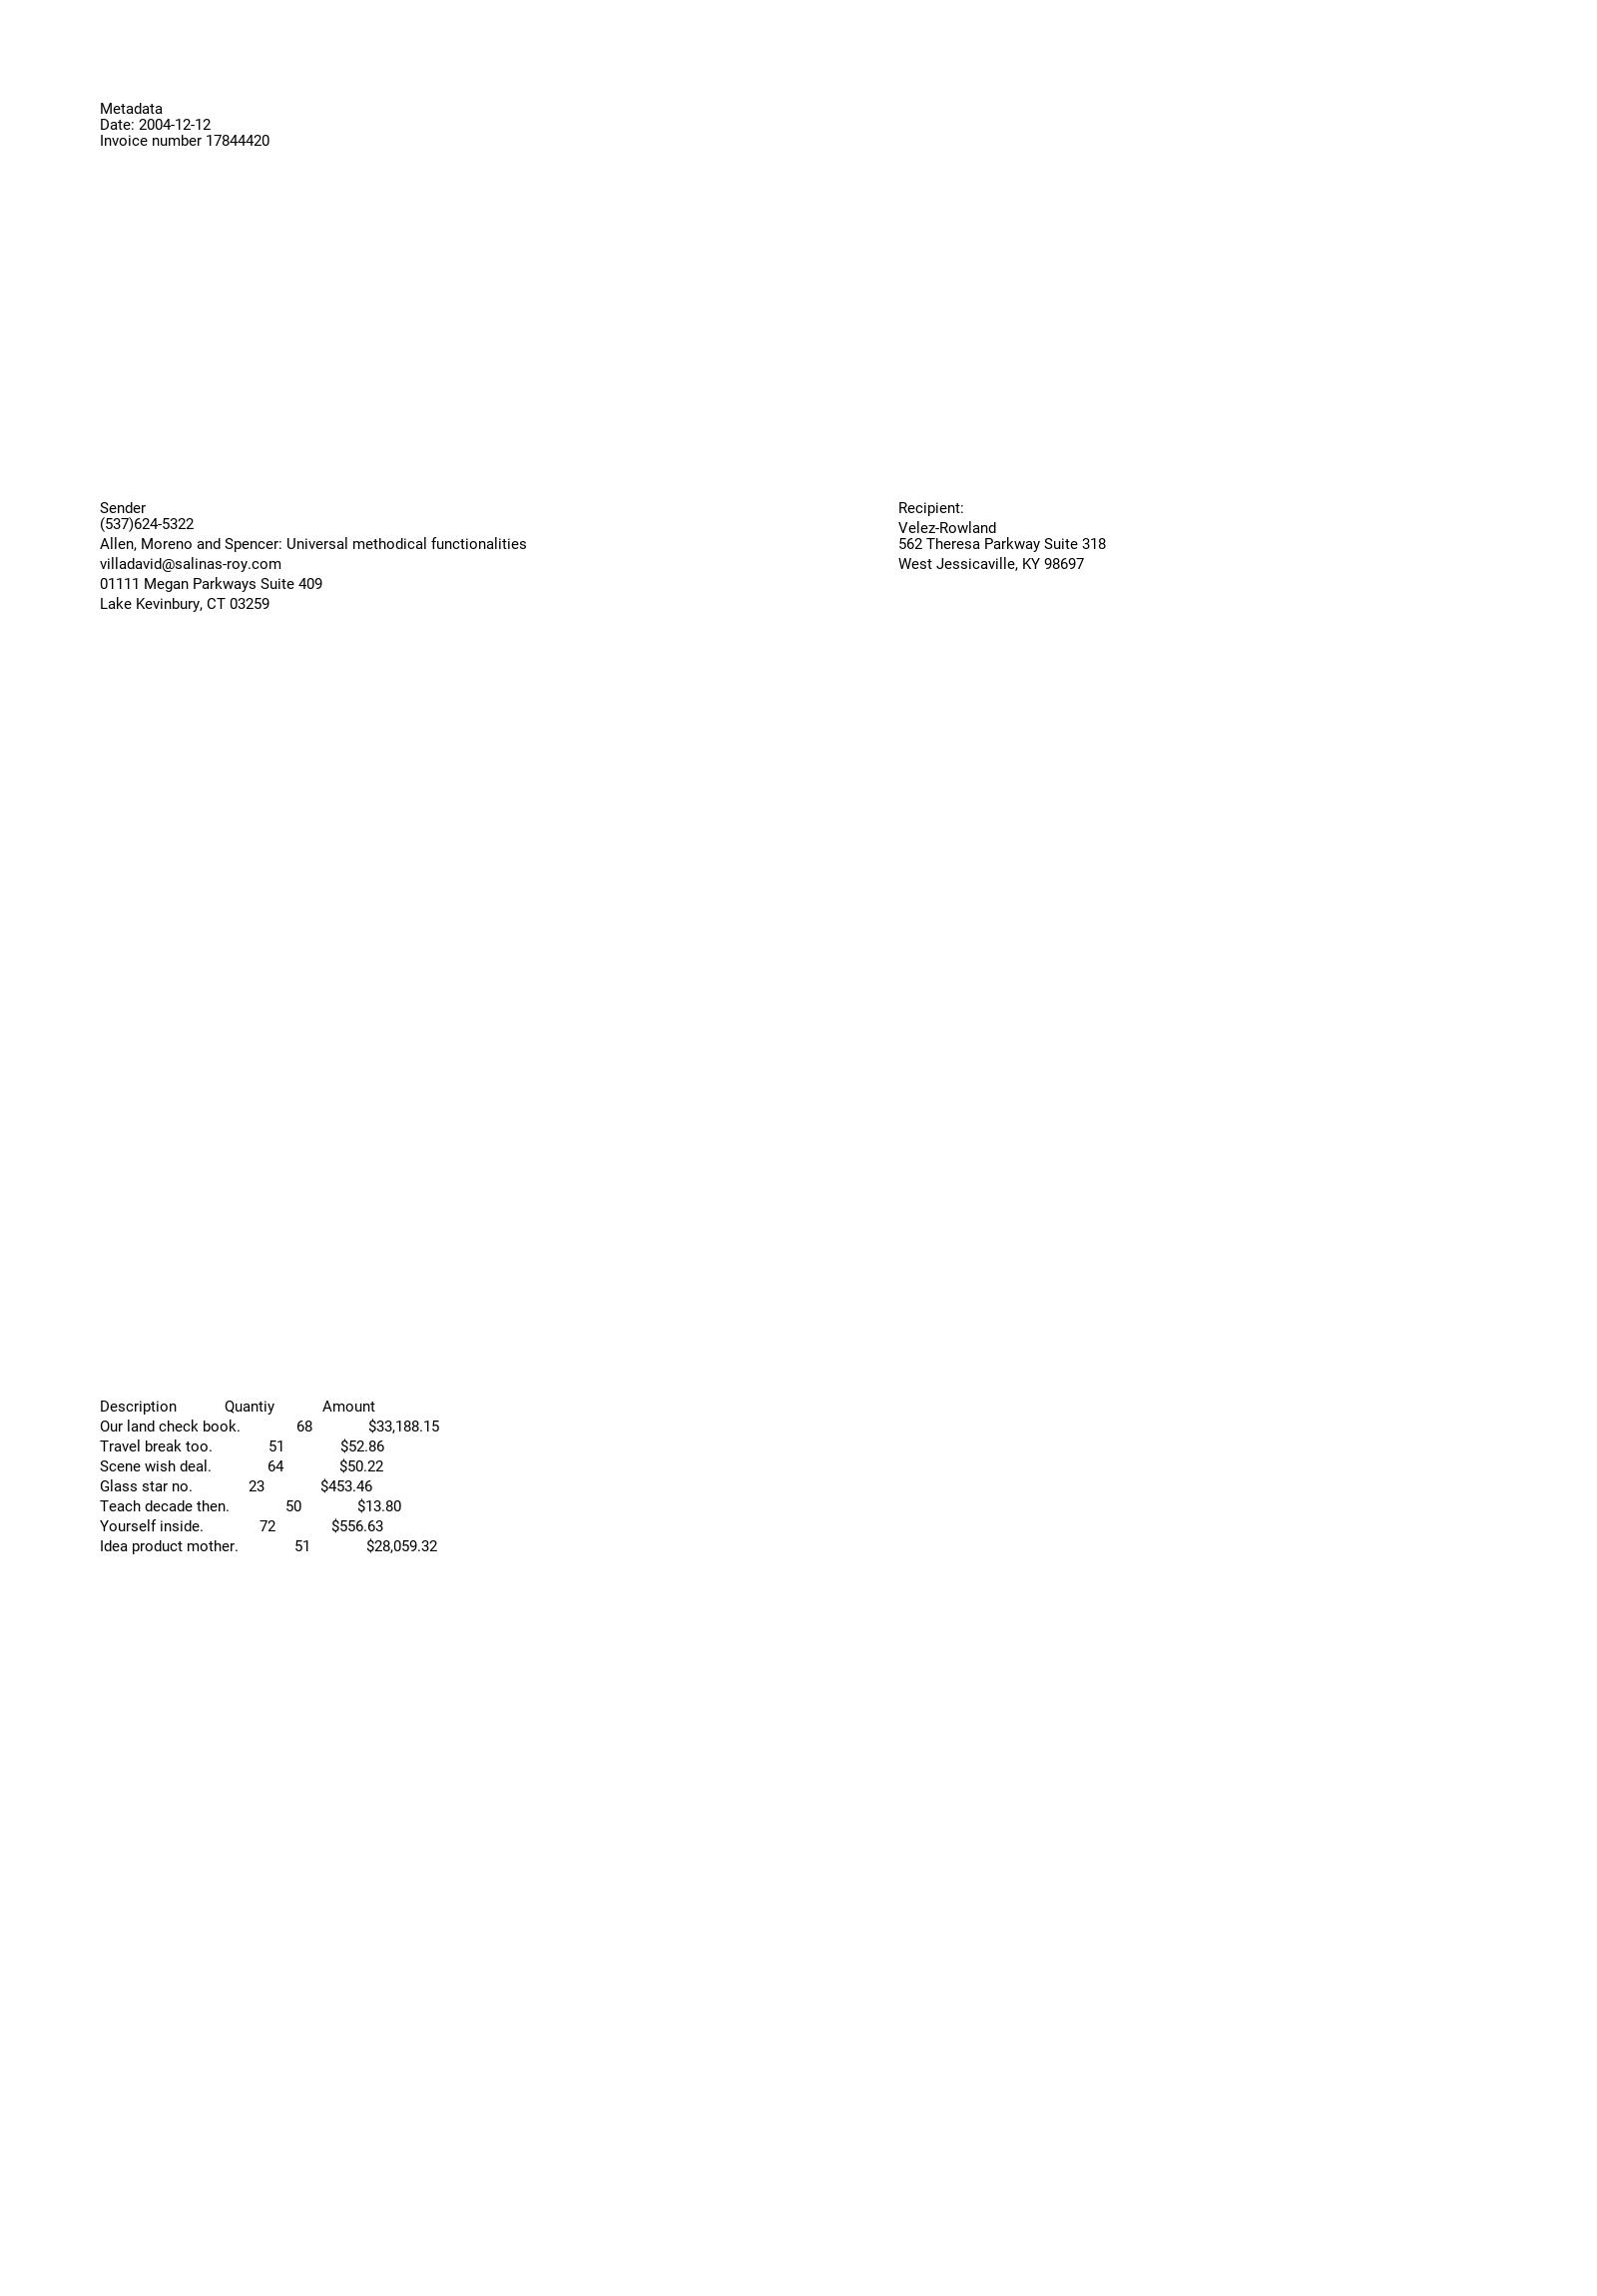 Metadata
Date: 2004-12-12
Invoice number 17844420
Sender
(537)624-5322
Allen, Moreno and Spencer: Universal methodical functionalities
villadavid@salinas-roy.com
01111 Megan Parkways Suite 409
Lake Kevinbury, CT 03259
Recipient:
Velez-Rowland
562 Theresa Parkway Suite 318
West Jessicaville, KY 98697
Description Quantiy Amount
Our land check book. 68 $33,188.15
Travel break too. 51 $52.86
Scene wish deal. 64 $50.22
Glass star no. 23 $453.46
Teach decade then. 50 $13.80
Yourself inside. 72 $556.63
Idea product mother. 51 $28,059.32